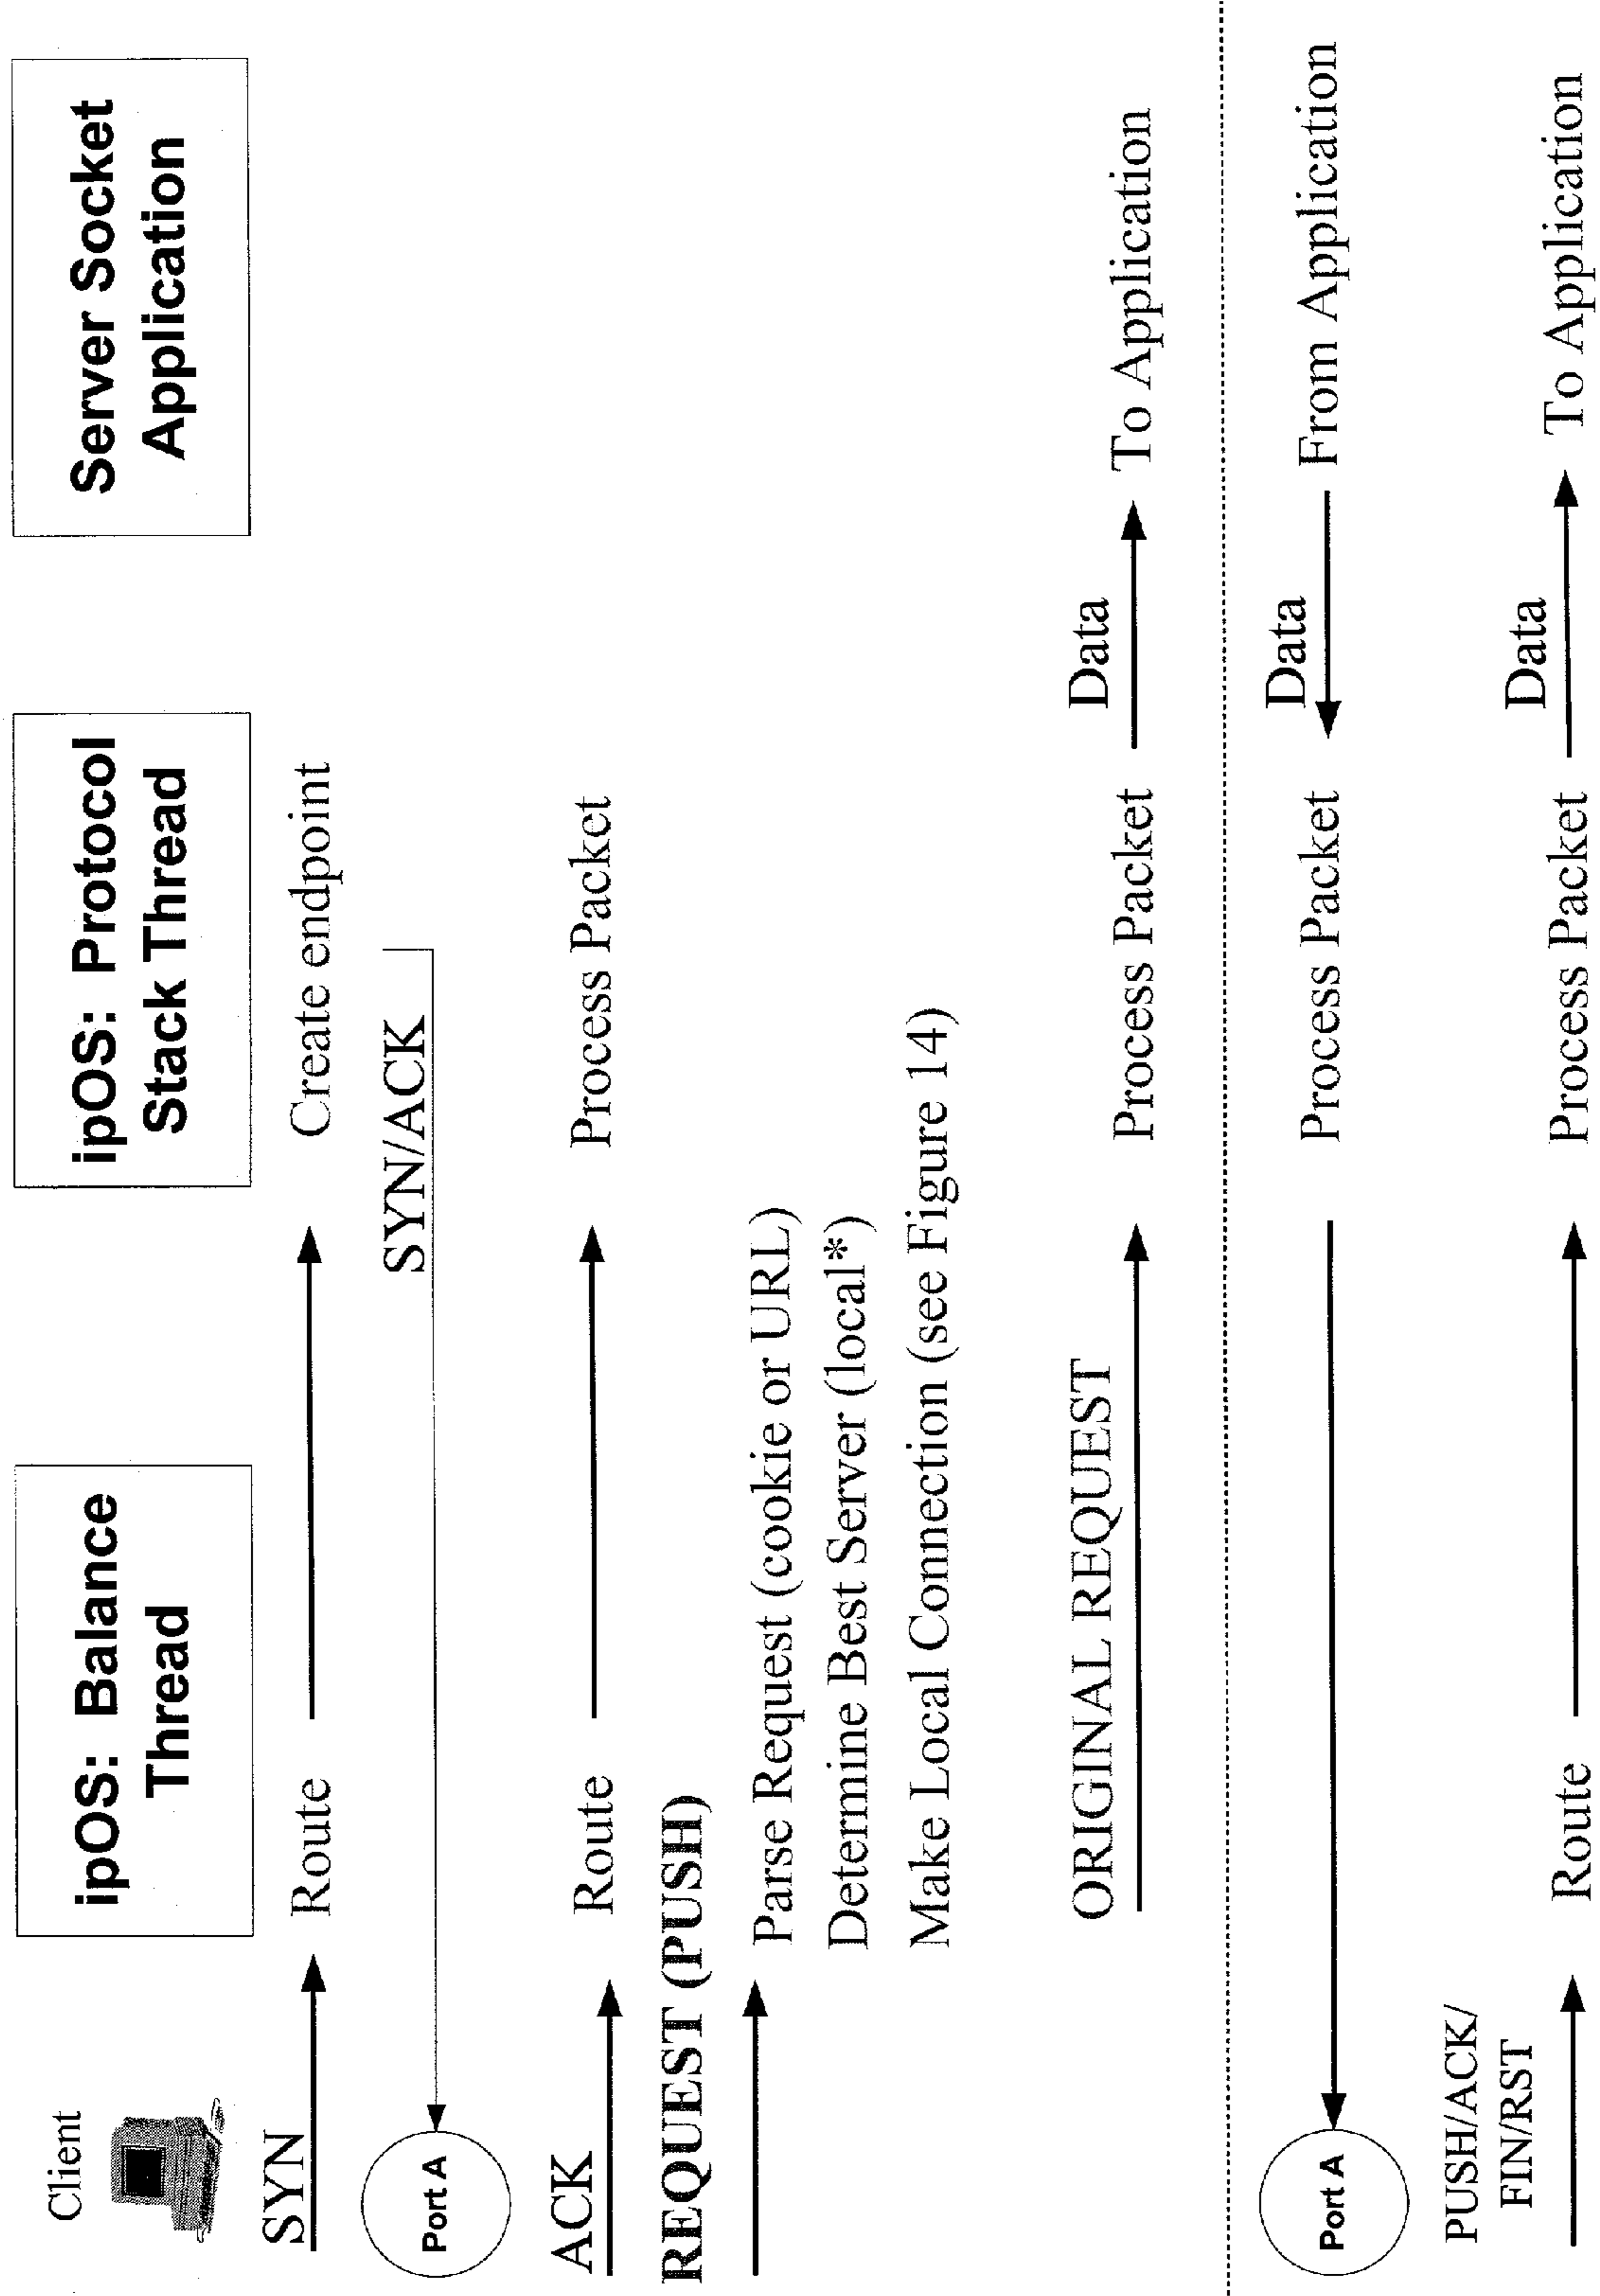 Client
ipOS: Balance
Thread
ipOS: Protocol
Stack Thread
Server Socket
Application
SYN
Route
Create endpoint
SYN/ACK
Port A
ACK
Route
Process Packet
REQUEST (PUSH)
Parse Request (cookie or URL)
Determine Best Server (local*)
Make Local Connection (see Figure 14)
ORIGINAL REQUEST
Process Packet
Data
To Application
Port A
Process Packet
Data
From Application
PUSH/ACK/
FIN/RST
Route
Process Packet
Data
To Application